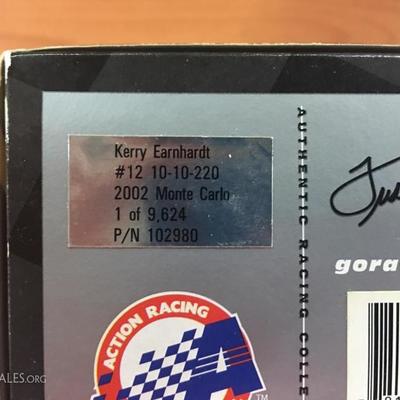 Kerry Earnhardt
#12 10-10-220
2002 Monte Carlo
1 of 9,624
P/N 102980
ACTION RACING
AUTHENTIC RACING COLLE
gora
TM
ALES.ORG